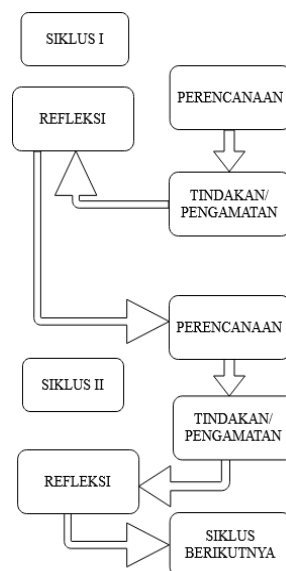 SIKLUS I
PERENCANAAN
REFLEKSI
TINDAKAN/
PENGAMATAN
PERENCANAAN
SIKLUS II
TINDAKAN/
PENGAMATAN
REFLEKSI
SIKLUS
BERIKUTNYA